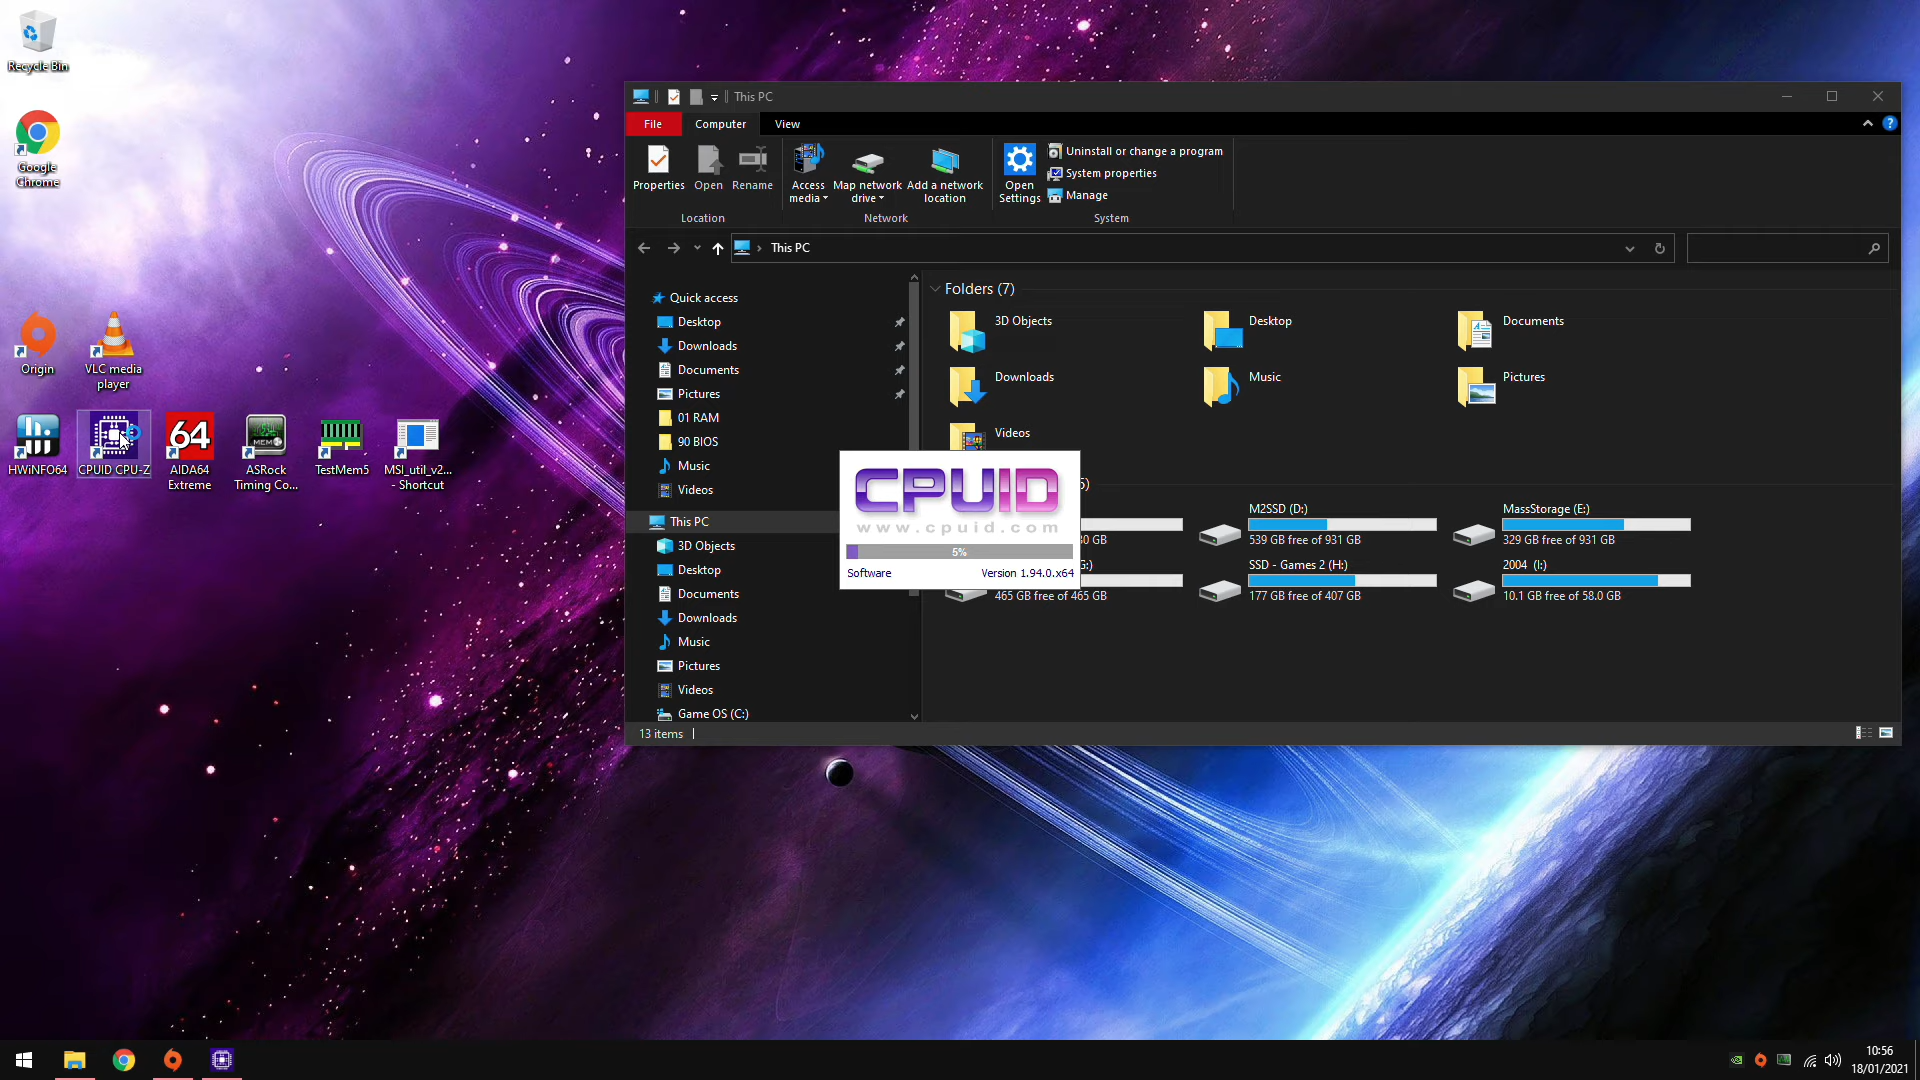 Recycle Bin
Google
Chrome
Origin
VLC media
player
HWiNFO64
CPUID CPU-Z
AIDA64
Extreme
ASRock
Timing Co...
TestMem5
MSI_util_v2...
- Shortcut
64
MEM
This PC
File
Computer
View
Properties
Open
Rename
Access
media
Map network
drive
Add a network
location
Open
Settings
Uninstall or change a program
System properties
Manage
Location
Network
System
This PC
Quick access
Desktop
Downloads
Documents
Pictures
01 RAM
90 BIOS
Music
Videos
This PC
3D Objects
Desktop
Documents
Downloads
Music
Pictures
Videos
Game OS (C:)
13 items
Folders (7)
3D Objects
Desktop
Documents
Downloads
Music
Pictures
Videos
M2SSD (D:)
539 GB free of 931 GB
MassStorage (E:)
329 GB free of 931 GB
465 GB free of 465 GB
SSD - Games 2 (H:)
177 GB free of 407 GB
2004 (I:)
10.1 GB free of 58.0 GB
CPUID
www.cpuid.com
5%
Software
Version 1.94.0.x64
10:56
18/01/2021